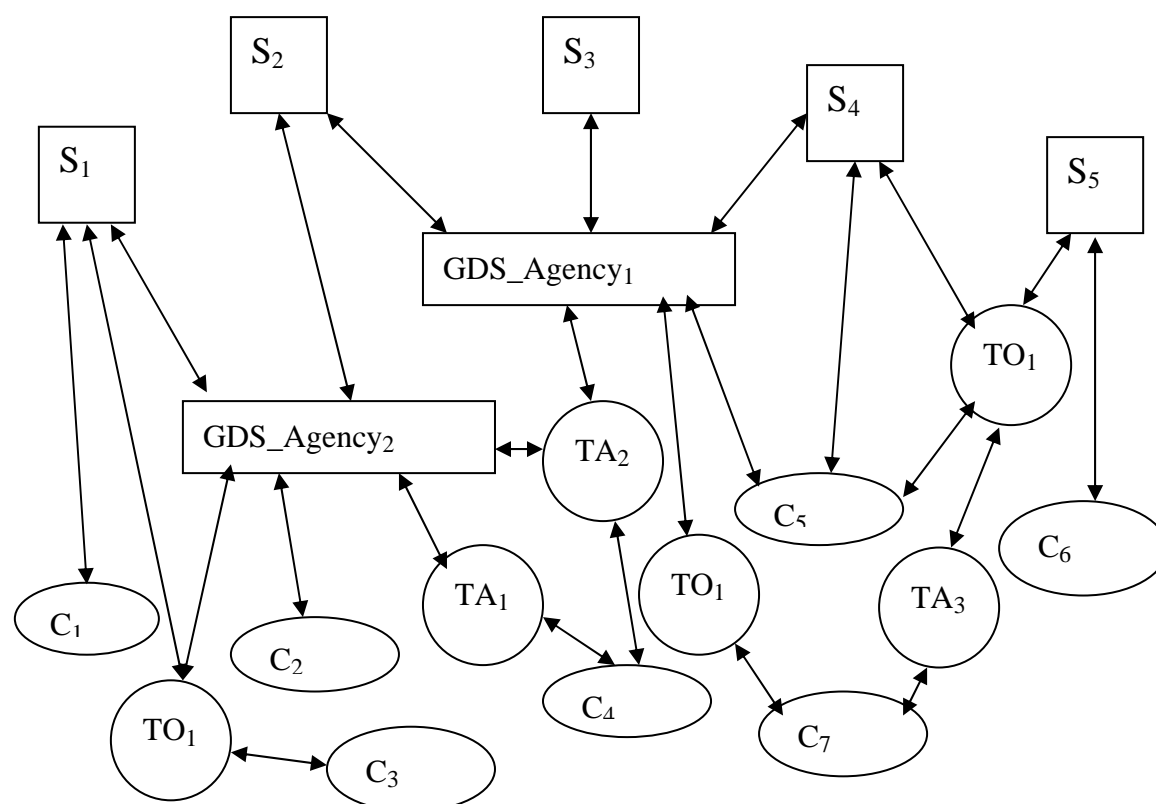 S₂
S₃
S₄
S₁
S₅
GDS_Agency₁
TO₁
GDS_Agency₂
TA₂
C₅
C₆
TA₁
TO₁
TA₃
C₁
C₂
C₄
TO₁
C₇
C₃